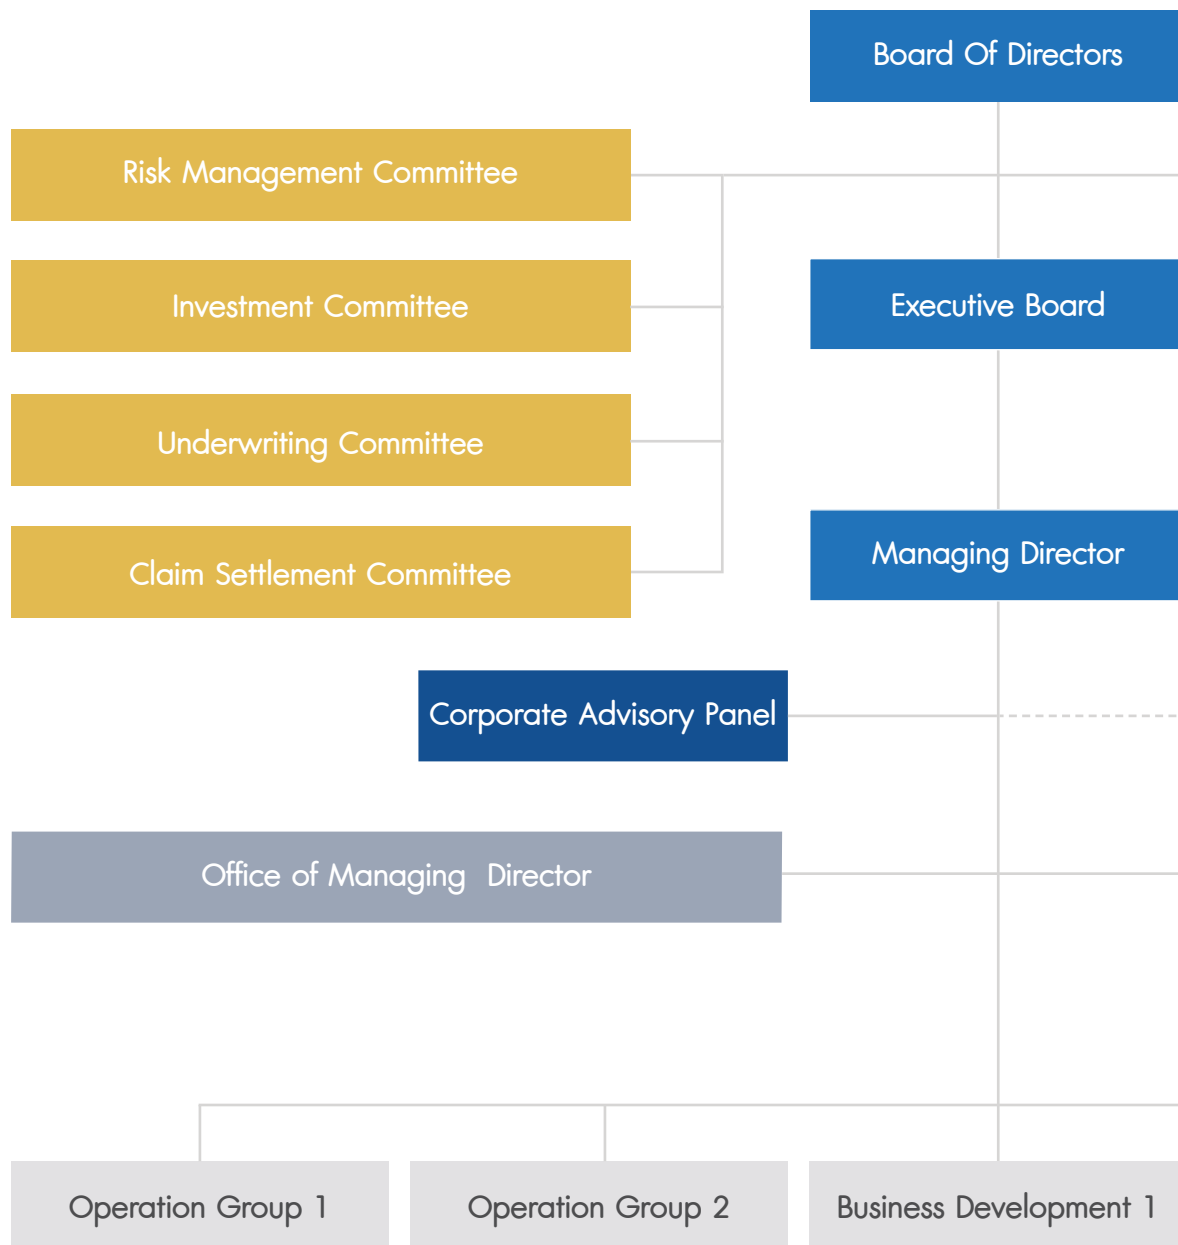 Board Of Directors
Risk Management Committee
Investment Committee
Executive Board
Underwriting Committee
Managing Director
Claim Settlement Committee
Corporate Advisory Panel
Office of Managing Director
Operation Group 1
Operation Group 2
Business Development 1